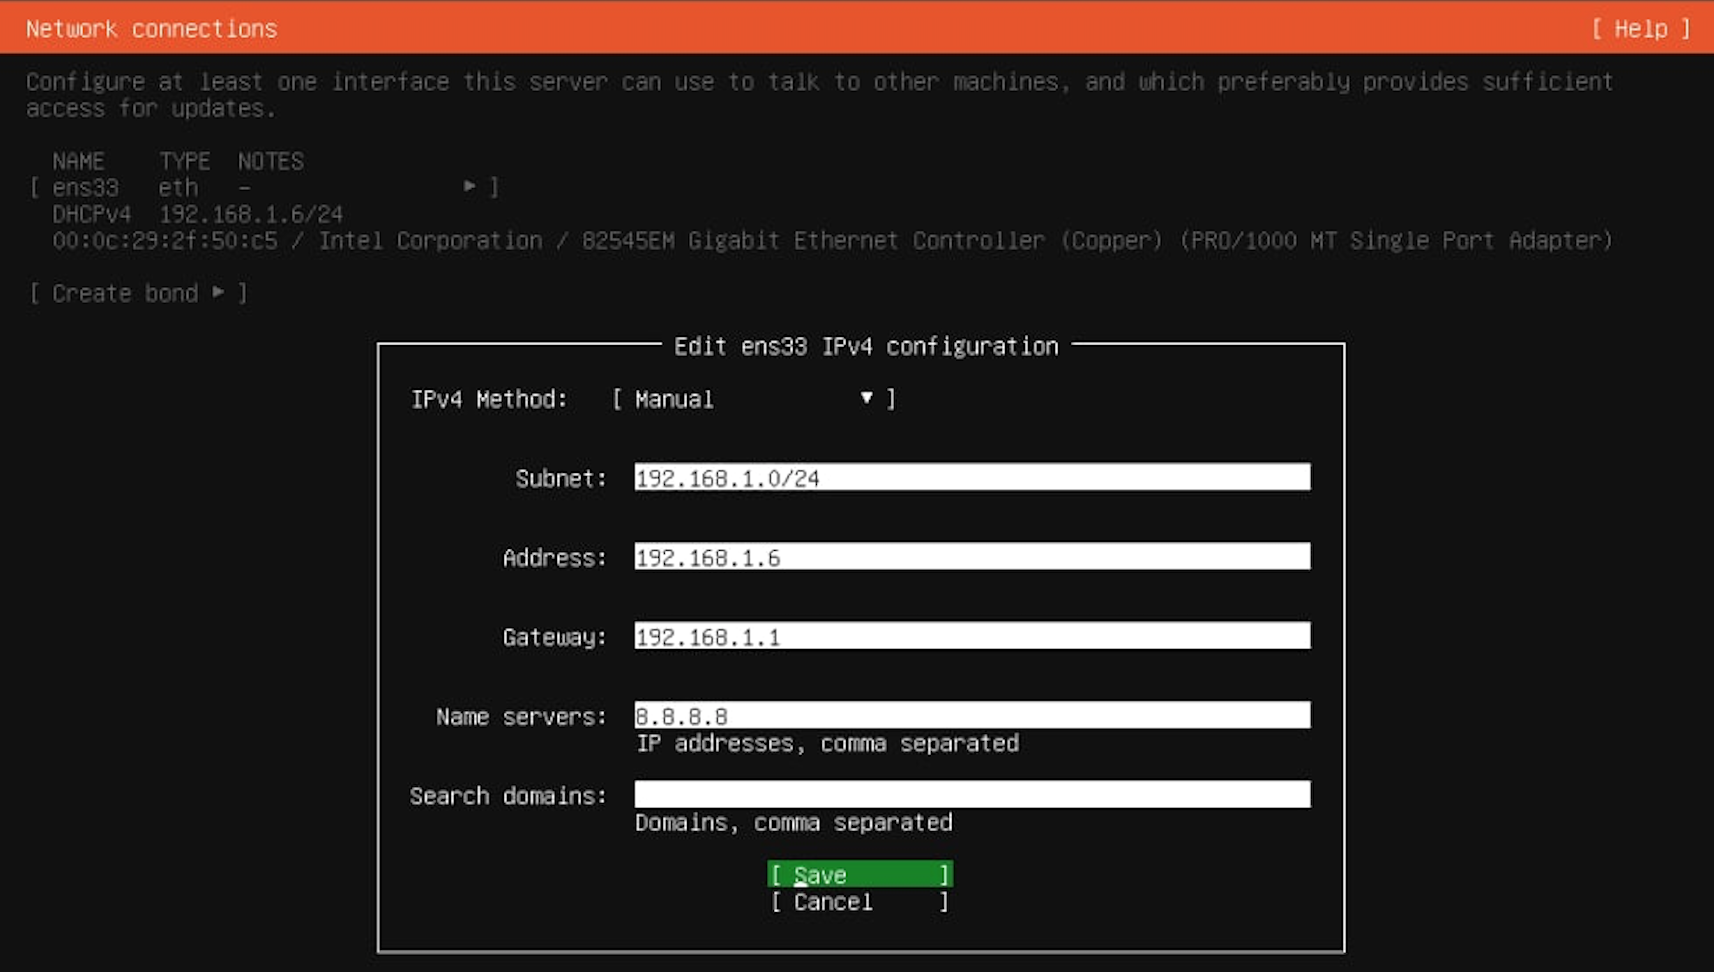 Network connections [ Help ]
Configure at least one interface this server can use to talk to other machines, and which preferably provides sufficient
access for updates.
NAME TYPE NOTES
[ ens33 eth – ▸ ]
DHCPv4 192.168.1.6/24
00:0c:29:2f:50:c5 / Intel Corporation / 82545EM Gigabit Ethernet Controller (Copper) (PRO/1000 MT Single Port Adapter)
[ Create bond ▸ ]
Edit ens33 IPv4 configuration
IPv4 Method: [ Manual ▾ ]
Subnet: 192.168.1.0/24
Address: 192.168.1.6
Gateway: 192.168.1.1
Name servers: 8.8.8.8
IP addresses, comma separated
Search domains:
Domains, comma separated
[ Save ]
[ Cancel ]